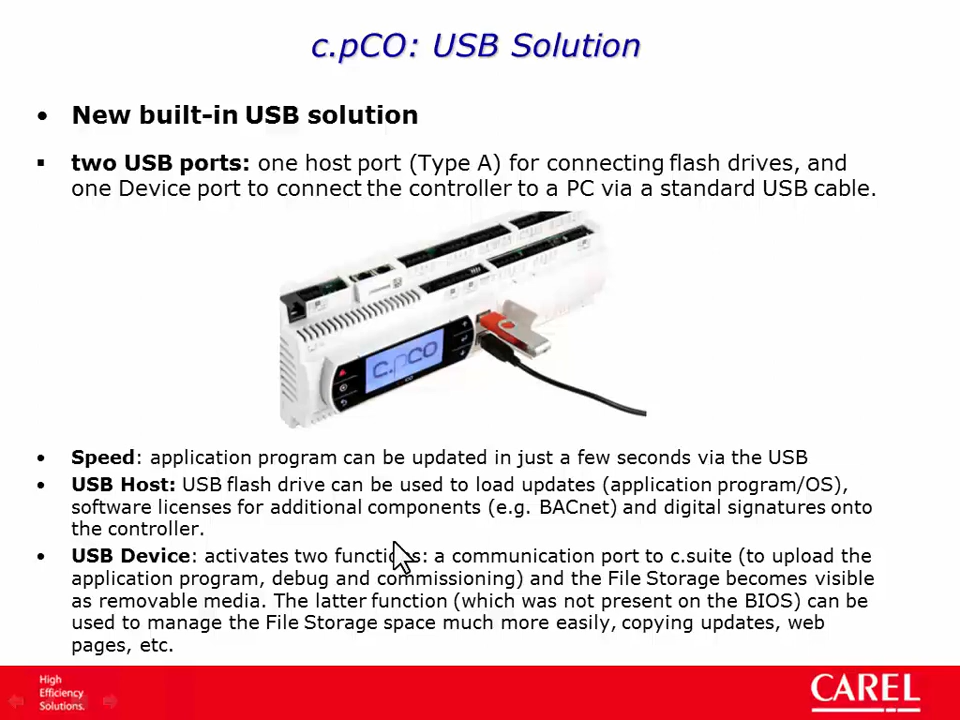 c.pCO: USB Solution
• New built-in USB solution
▪ two USB ports: one host port (Type A) for connecting flash drives, and
one Device port to connect the controller to a PC via a standard USB cable.
c.pco
• Speed: application program can be updated in just a few seconds via the USB
• USB Host: USB flash drive can be used to load updates (application program/OS),
software licenses for additional components (e.g. BACnet) and digital signatures onto
the controller.
• USB Device: activates two functions: a communication port to c.suite (to upload the
application program, debug and commissioning) and the File Storage becomes visible
as removable media. The latter function (which was not present on the BIOS) can be
used to manage the File Storage space much more easily, copying updates, web
pages, etc.
High
Efficiency
Solutions.
CAREL